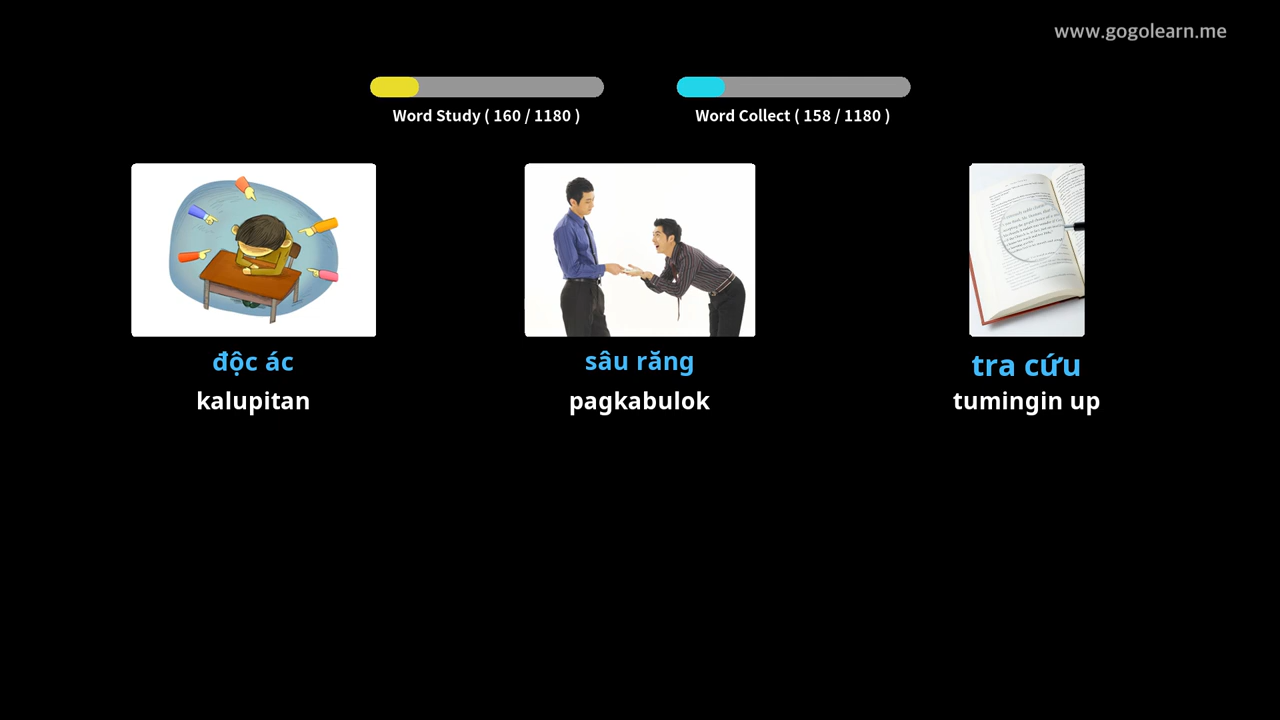 www.gogolearn.me
Word Study ( 160 / 1180 )
Word Collect ( 158 / 1180 )
độc ác
sâu răng
tra cứu
kalupitan
pagkabulok
tumingin up